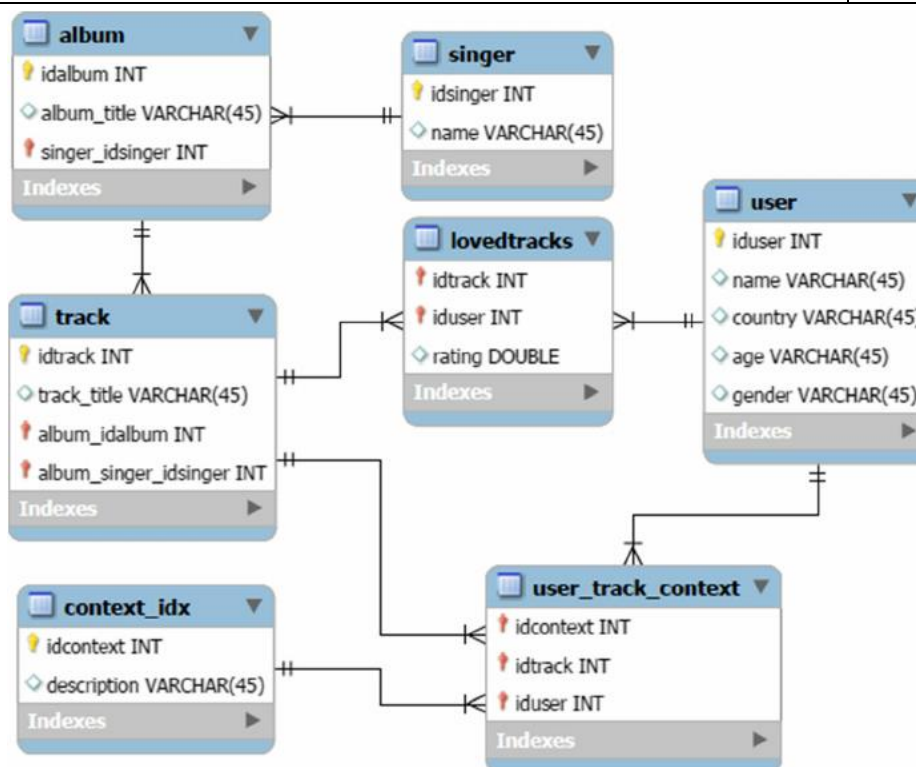 album
idalbum INT
album_title VARCHAR(45)
singer_idsinger INT
Indexes
singer
idsinger INT
name VARCHAR(45)
Indexes
lovedtracks
idtrack INT
iduser INT
rating DOUBLE
Indexes
user
iduser INT
name VARCHAR(45)
country VARCHAR(45)
age VARCHAR(45)
gender VARCHAR(45)
Indexes
track
idtrack INT
track_title VARCHAR(45)
album_idalbum INT
album_singer_idsinger INT
Indexes
context_idx
idcontext INT
description VARCHAR(45)
Indexes
user_track_context
idcontext INT
idtrack INT
iduser INT
Indexes